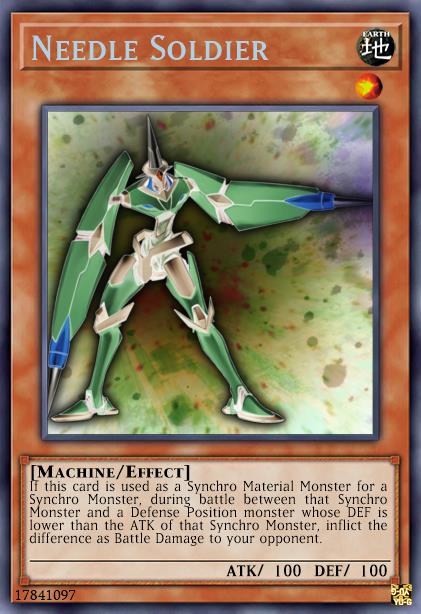 Needle Soldier
EARTH
地
[Machine/Effect]
If this card is used as a Synchro Material Monster for a
Synchro Monster, during battle between that Synchro
Monster and a Defense Position monster whose DEF is
lower than the ATK of that Synchro Monster, inflict the
difference as Battle Damage to your opponent.
ATK/ 100 DEF/ 100
17841097